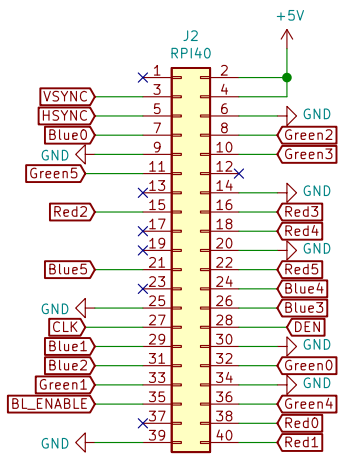 +5V
J2
RPI40
1 2
VSYNC 3 4
HSYNC 5 6 GND
Blue0 7 8 Green2
GND 9 10 Green3
Green5 11 12
13 14 GND
Red2 15 16 Red3
17 18 Red4
19 20 GND
Blue5 21 22 Red5
23 24 Blue4
GND 25 26 Blue3
CLK 27 28 DEN
Blue1 29 30 GND
Blue2 31 32 Green0
Green1 33 34 GND
BL_ENABLE 35 36 Green4
37 38 Red0
GND 39 40 Red1